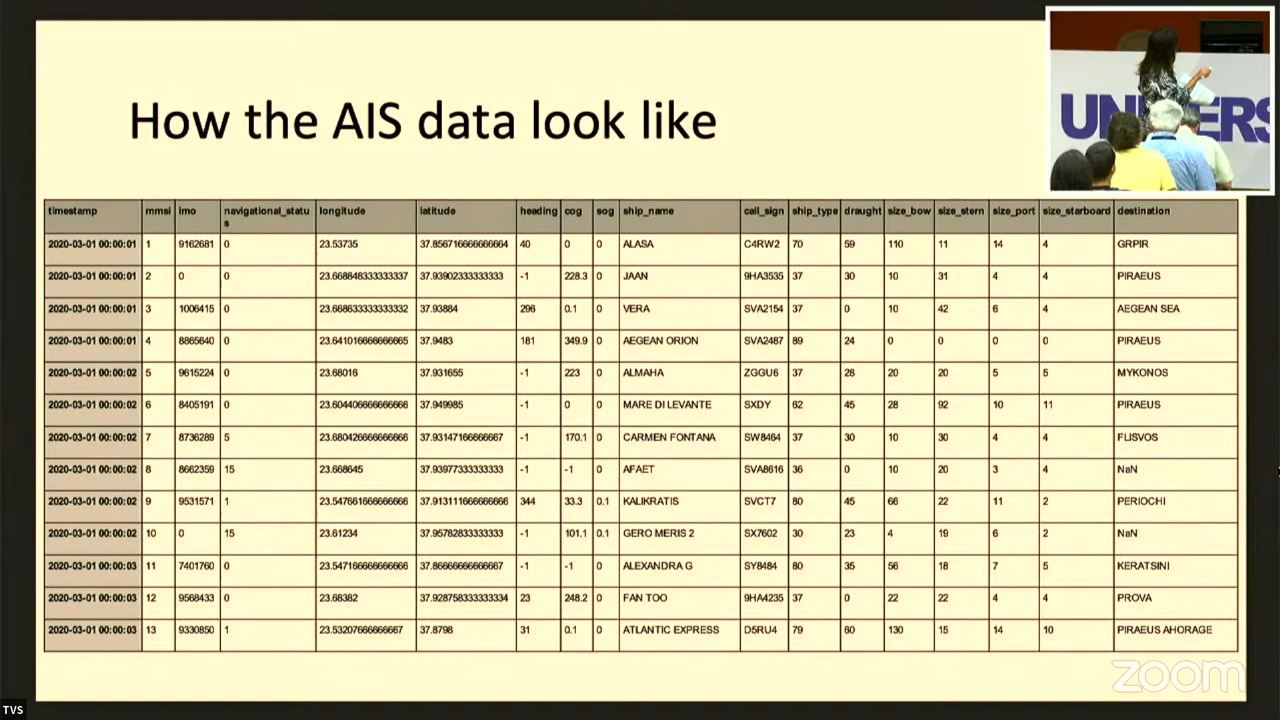 How the AIS data look like
UN ERS
timestamp mmsi imo navigational_status longitude latitude heading cog sog ship_name call_sign ship_type draught size_bow size_stern size_port size_starboard destination
2020-03-01 00:00:01 1 9162681 0 23.53735 37.856716666666664 40 0 0 ALASA C4RW2 70 59 110 11 14 4 GRPIR
2020-03-01 00:00:01 2 0 0 23.668848333333337 37.93902333333333 -1 228.3 0 JAAN 9HA3535 37 30 10 31 4 4 PIRAEUS
2020-03-01 00:00:01 3 1006415 0 23.668633333333332 37.93884 296 0.1 0 VERA SVA2154 37 0 10 42 6 4 AEGEAN SEA
2020-03-01 00:00:01 4 8865640 0 23.641016666666665 37.9483 181 349.9 0 AEGEAN ORION SVA2487 89 24 0 0 0 0 PIRAEUS
2020-03-01 00:00:02 5 9615224 0 23.68016 37.931655 -1 223 0 ALMAHA ZGGU6 37 28 20 20 5 5 MYKONOS
2020-03-01 00:00:02 6 8405191 0 23.604406666666666 37.949985 -1 0 0 MARE DI LEVANTE SXDY 62 45 28 92 10 11 PIRAEUS
2020-03-01 00:00:02 7 8736289 5 23.680426666666666 37.93147166666667 -1 170.1 0 CARMEN FONTANA SW8464 37 30 10 30 4 4 FLISVOS
2020-03-01 00:00:02 8 8662359 15 23.668645 37.93977333333333 -1 -1 0 AFAET SVA8616 36 0 10 20 3 4 NaN
2020-03-01 00:00:02 9 9531571 1 23.547661666666666 37.913111666666666 344 33.3 0.1 KALIKRATIS SVCT7 80 45 66 22 11 2 PERIOCHI
2020-03-01 00:00:02 10 0 15 23.61234 37.95782833333333 -1 101.1 0.1 GERO MERIS 2 SX7602 30 23 4 19 6 2 NaN
2020-03-01 00:00:03 11 7401760 0 23.547166666666666 37.86666666666667 -1 -1 0 ALEXANDRA G SY8484 80 35 56 18 7 5 KERATSINI
2020-03-01 00:00:03 12 9568433 0 23.68382 37.928758333333334 23 248.2 0 FAN TOO 9HA4235 37 0 22 22 4 4 PROVA
2020-03-01 00:00:03 13 9330850 1 23.53207666666667 37.8798 31 0.1 0 ATLANTIC EXPRESS D5RU4 79 60 130 15 14 10 PIRAEUS AHORAGE
zoom
TVS